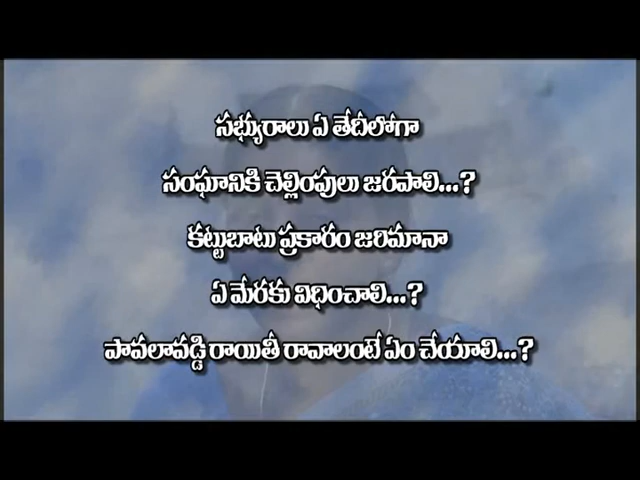 సభ్యురాలు ఏ తేదీలోగా
సంఘానికి చెల్లింపులు జరపాలి...?
కట్టుబాటు ప్రకారం జరిమానా
ఏ మేరకు విధించాలి...?
పావలావడ్డి రాయితీ రావాలంటే ఏం చేయాలి...?